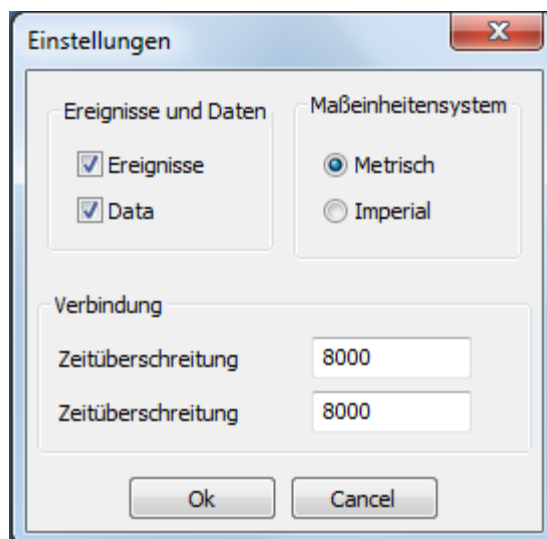 Einstellungen
Ereignisse und Daten
Ereignisse
Data
Maßeinheitensystem
Metrisch
Imperial
Verbindung
Zeitüberschreitung 8000
Zeitüberschreitung 8000
Ok Cancel